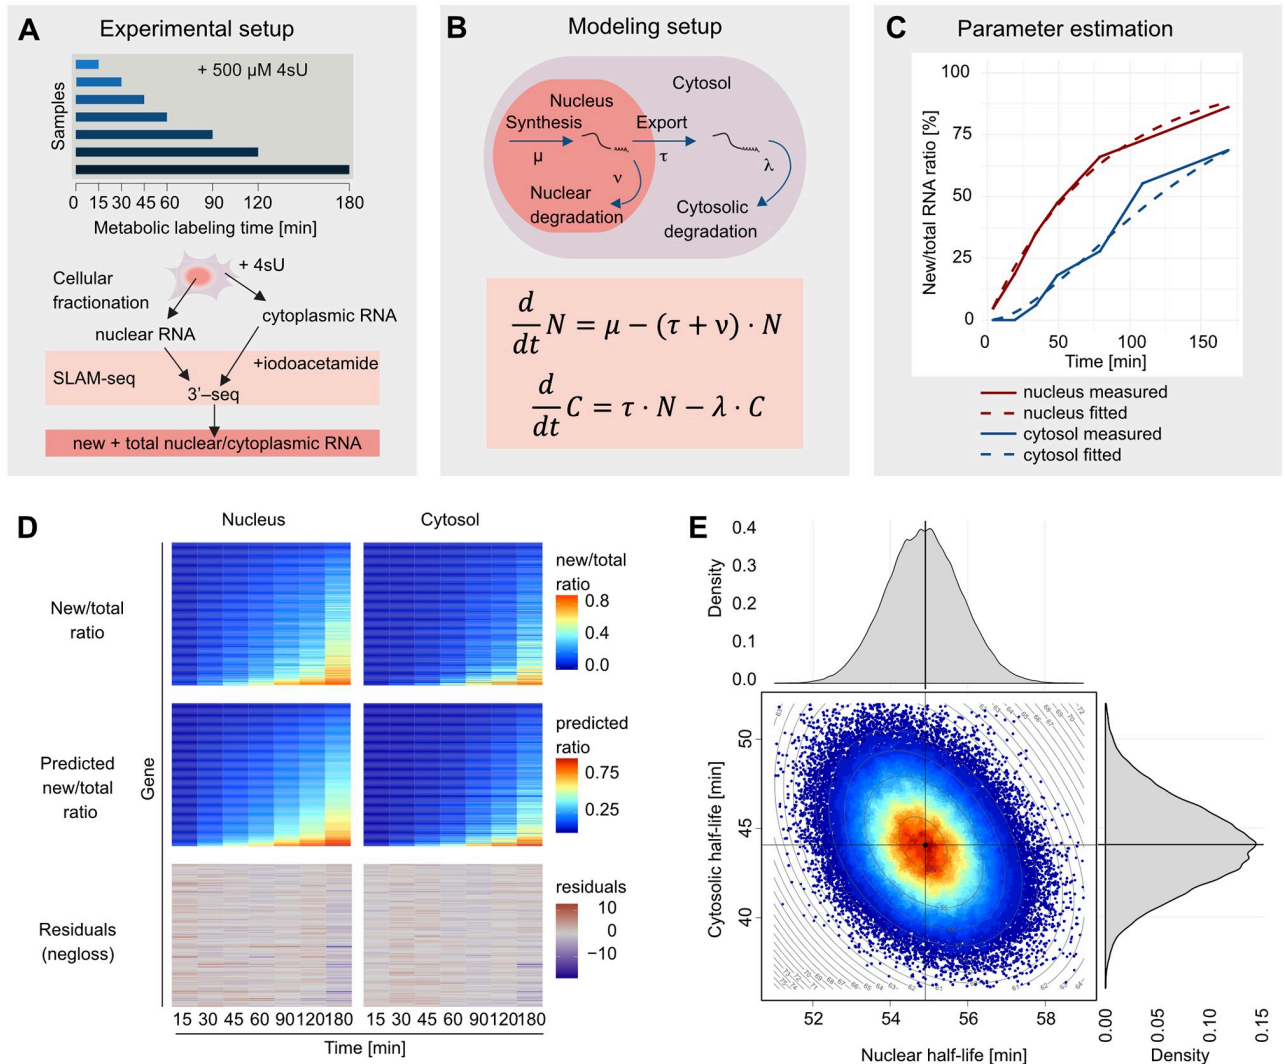 A
Experimental setup
+ 500 µM 4sU
Samples
0 15 30 45 60 90 120 180
Metabolic labeling time [min]
+ 4sU
Cellular
fractionation
cytoplasmic RNA
nuclear RNA
+iodoacetamide
SLAM-seq
3'–seq
new + total nuclear/cytoplasmic RNA
B
Modeling setup
Cytosol
Nucleus
Synthesis
Export
µ
τ
ν
λ
Nuclear
degradation
Cytosolic
degradation
d/dt N = µ − (τ + ν) · N
d/dt C = τ · N − λ · C
C
Parameter estimation
New/total RNA ratio [%]
100
75
50
25
0
0 50 100 150
Time [min]
nucleus measured
nucleus fitted
cytosol measured
cytosol fitted
D
Nucleus
Cytosol
New/total
ratio
new/total
ratio
0.8
0.4
0.0
Gene
Predicted
new/total
ratio
predicted
ratio
0.75
0.25
Residuals
(negloss)
residuals
10
0
−10
15 30 45 60 90 120 180
15 30 45 60 90 120 180
Time [min]
E
Density
0.4
0.3
0.2
0.1
0.0
Cytosolic half-life [min]
50
45
40
52 54 56 58
Nuclear half-life [min]
0.00 0.05 0.10 0.15
Density